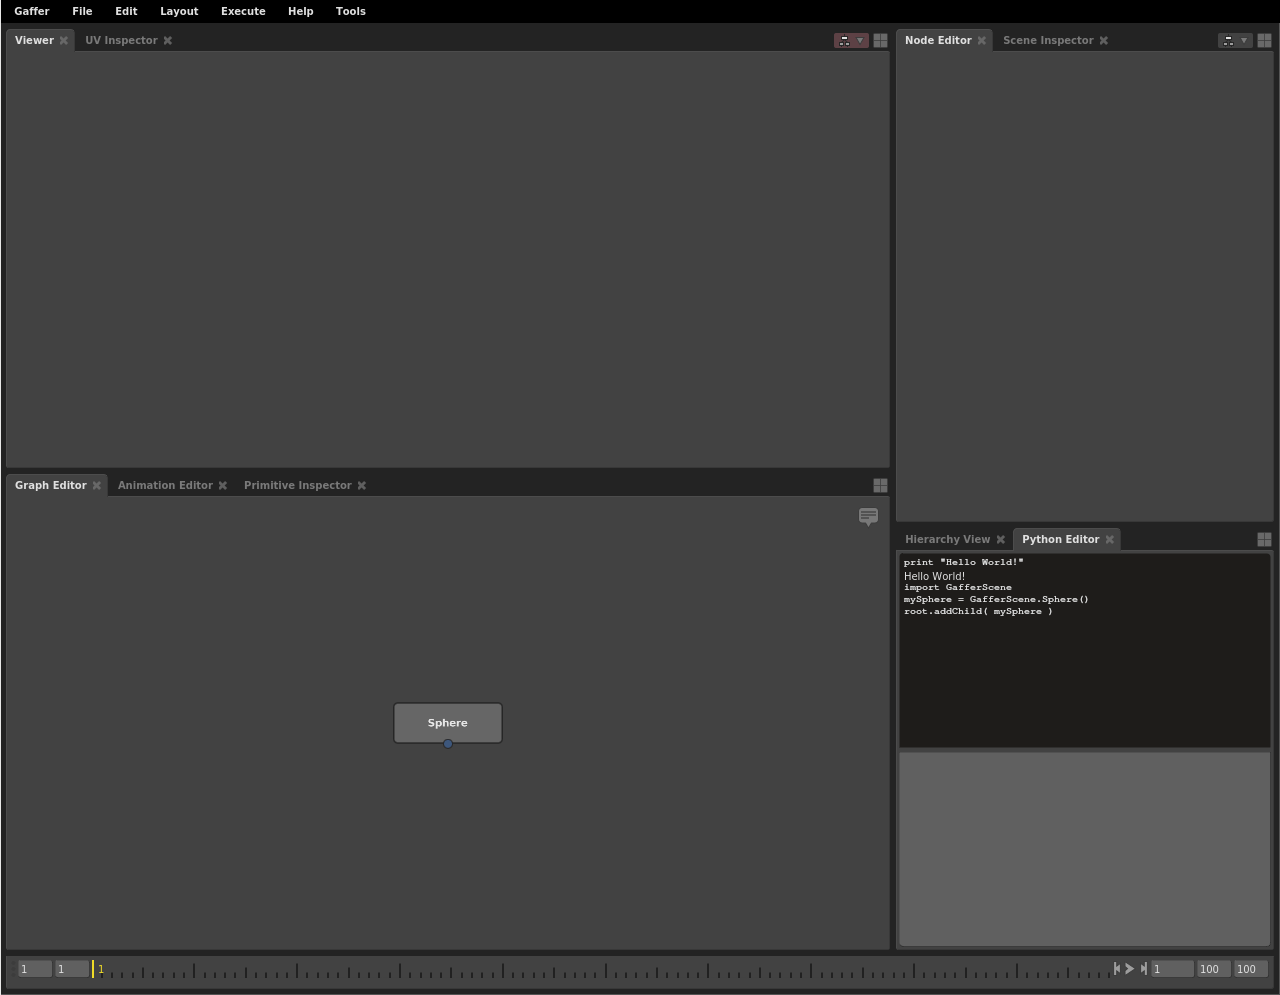 Gaffer File Edit Layout Execute Help Tools
Viewer UV Inspector
Node Editor Scene Inspector
Graph Editor Animation Editor Primitive Inspector
Sphere
Hierarchy View Python Editor
print "Hello World!"
Hello World!
import GafferScene
mySphere = GafferScene.Sphere()
root.addChild( mySphere )
1 1 1 1 100 100